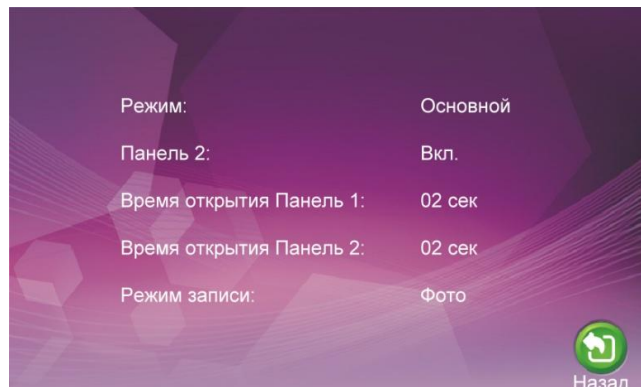 Режим: Основной
Панель 2: Вкл.
Время открытия Панель 1: 02 сек
Время открытия Панель 2: 02 сек
Режим записи: Фото
Назад